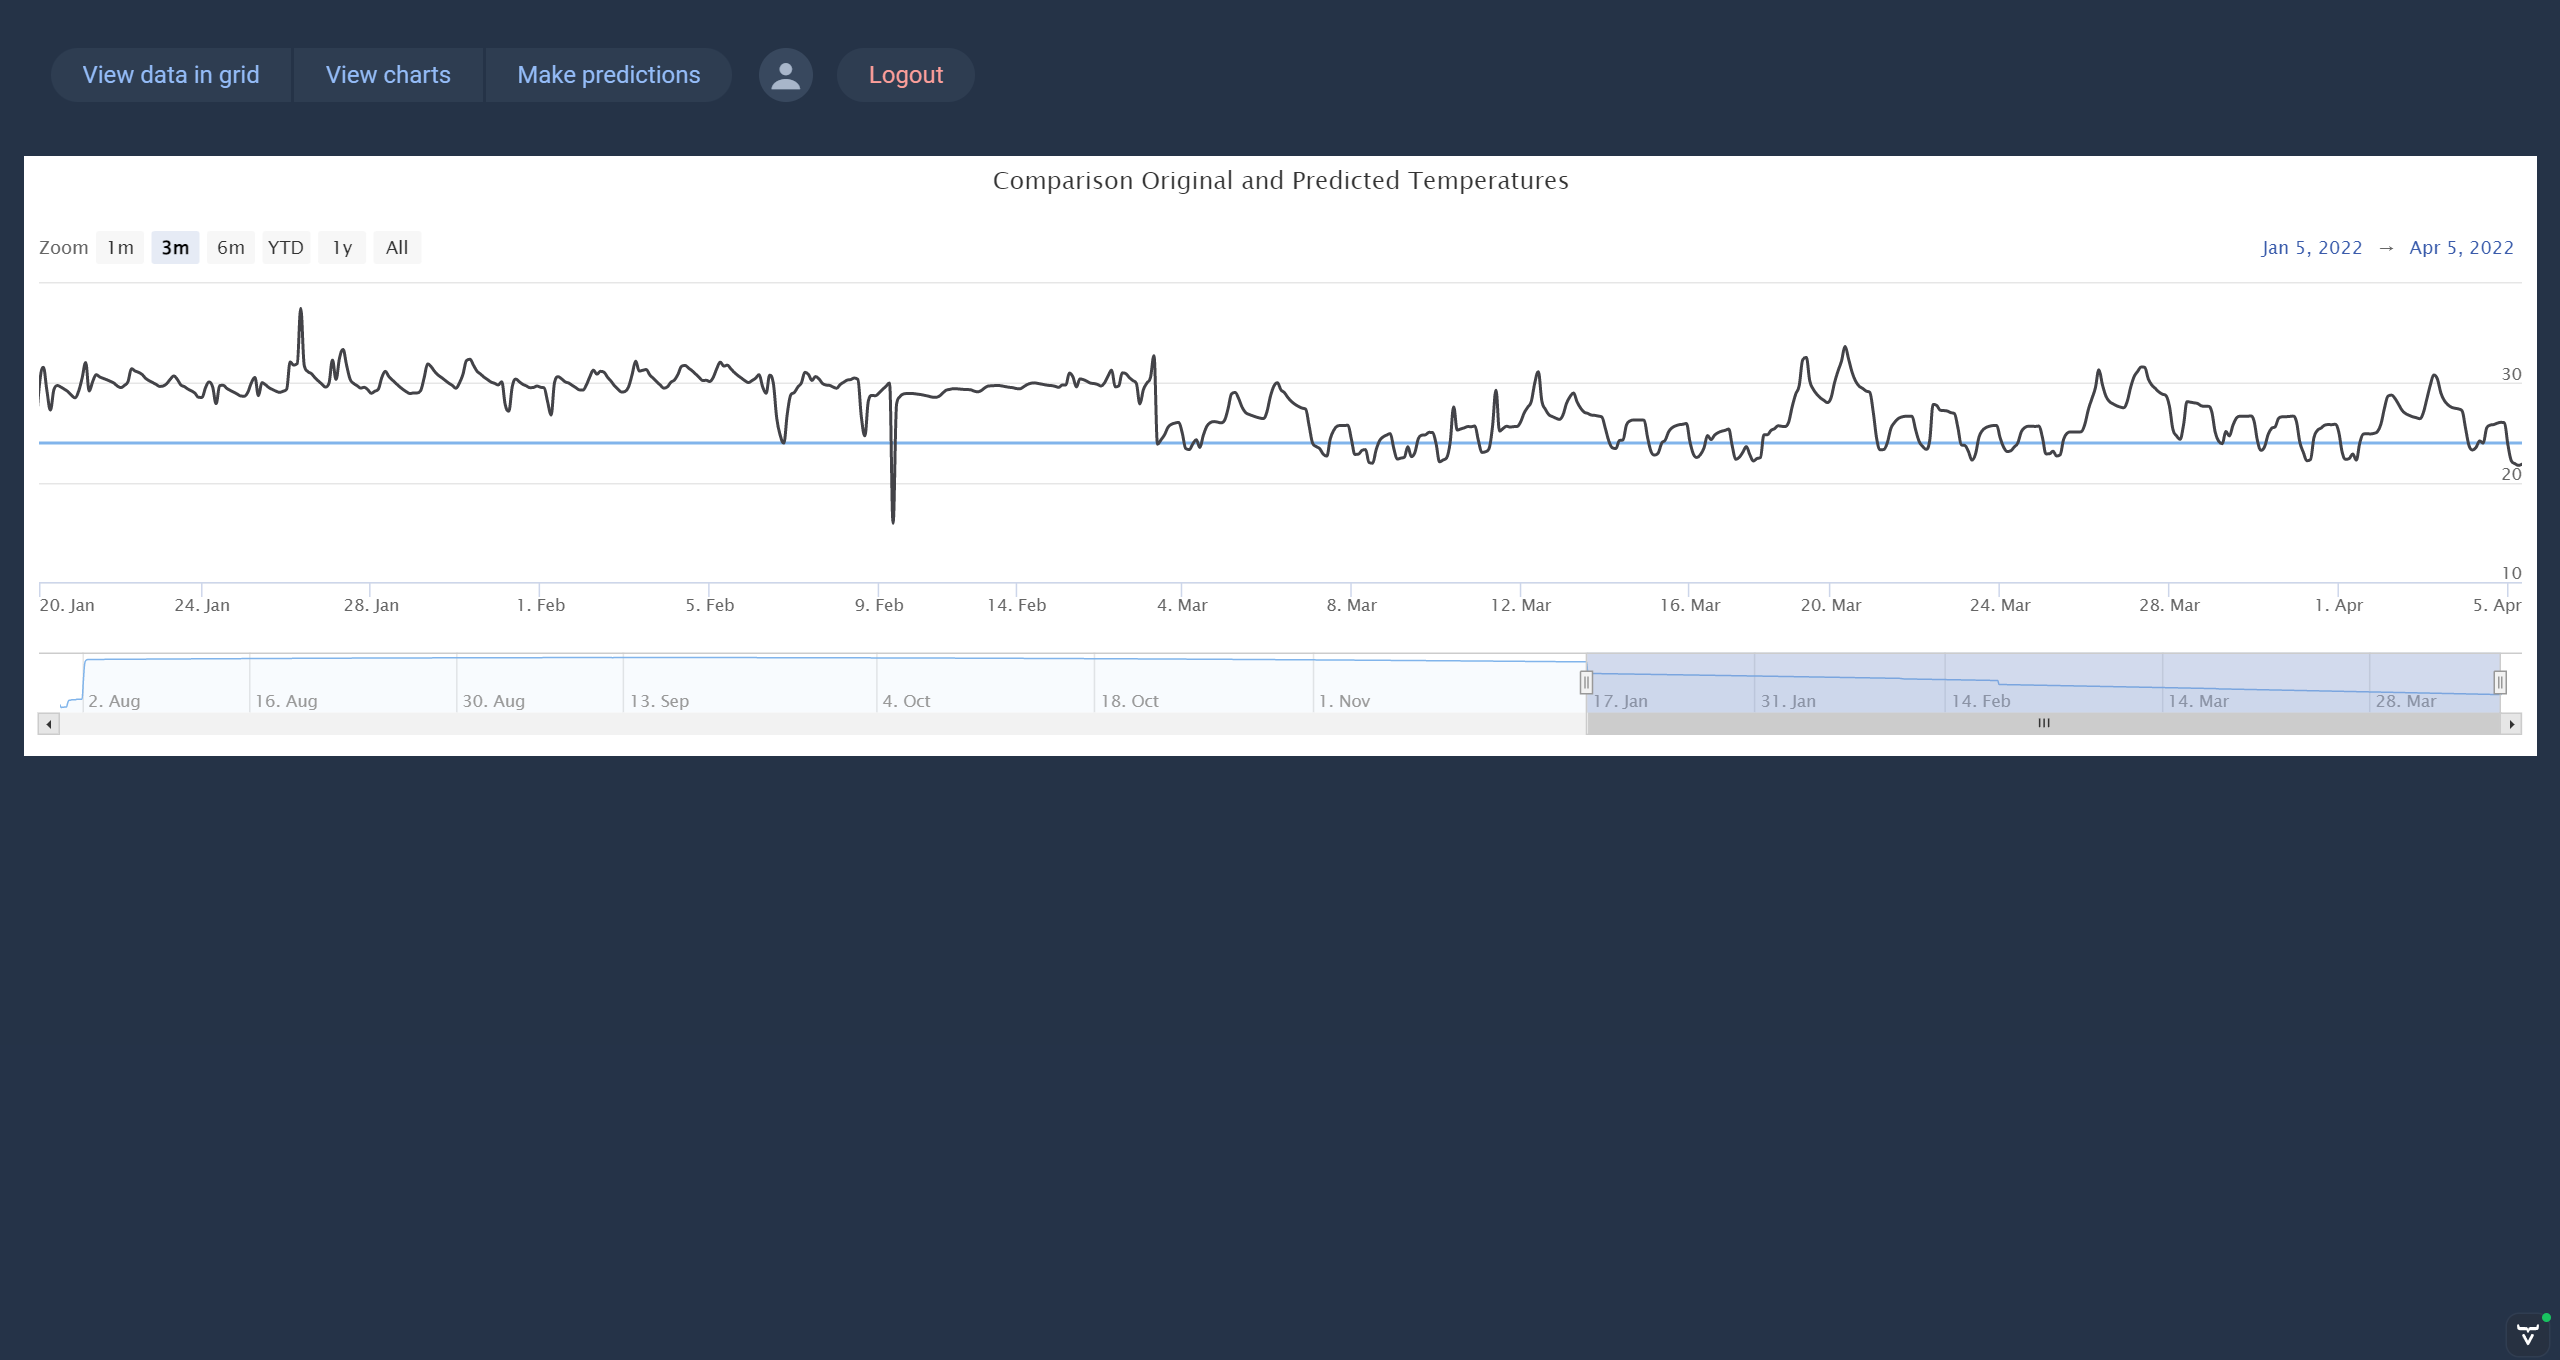 View data in grid View charts Make predictions Logout
Comparison Original and Predicted Temperatures
Zoom 1m 3m 6m YTD 1y All Jan 5, 2022 → Apr 5, 2022
30
20
10
20. Jan 24. Jan 28. Jan 1. Feb 5. Feb 9. Feb 14. Feb 4. Mar 8. Mar 12. Mar 16. Mar 20. Mar 24. Mar 28. Mar 1. Apr 5. Apr
2. Aug 16. Aug 30. Aug 13. Sep 4. Oct 18. Oct 1. Nov 17. Jan 31. Jan 14. Feb 14. Mar 28. Mar